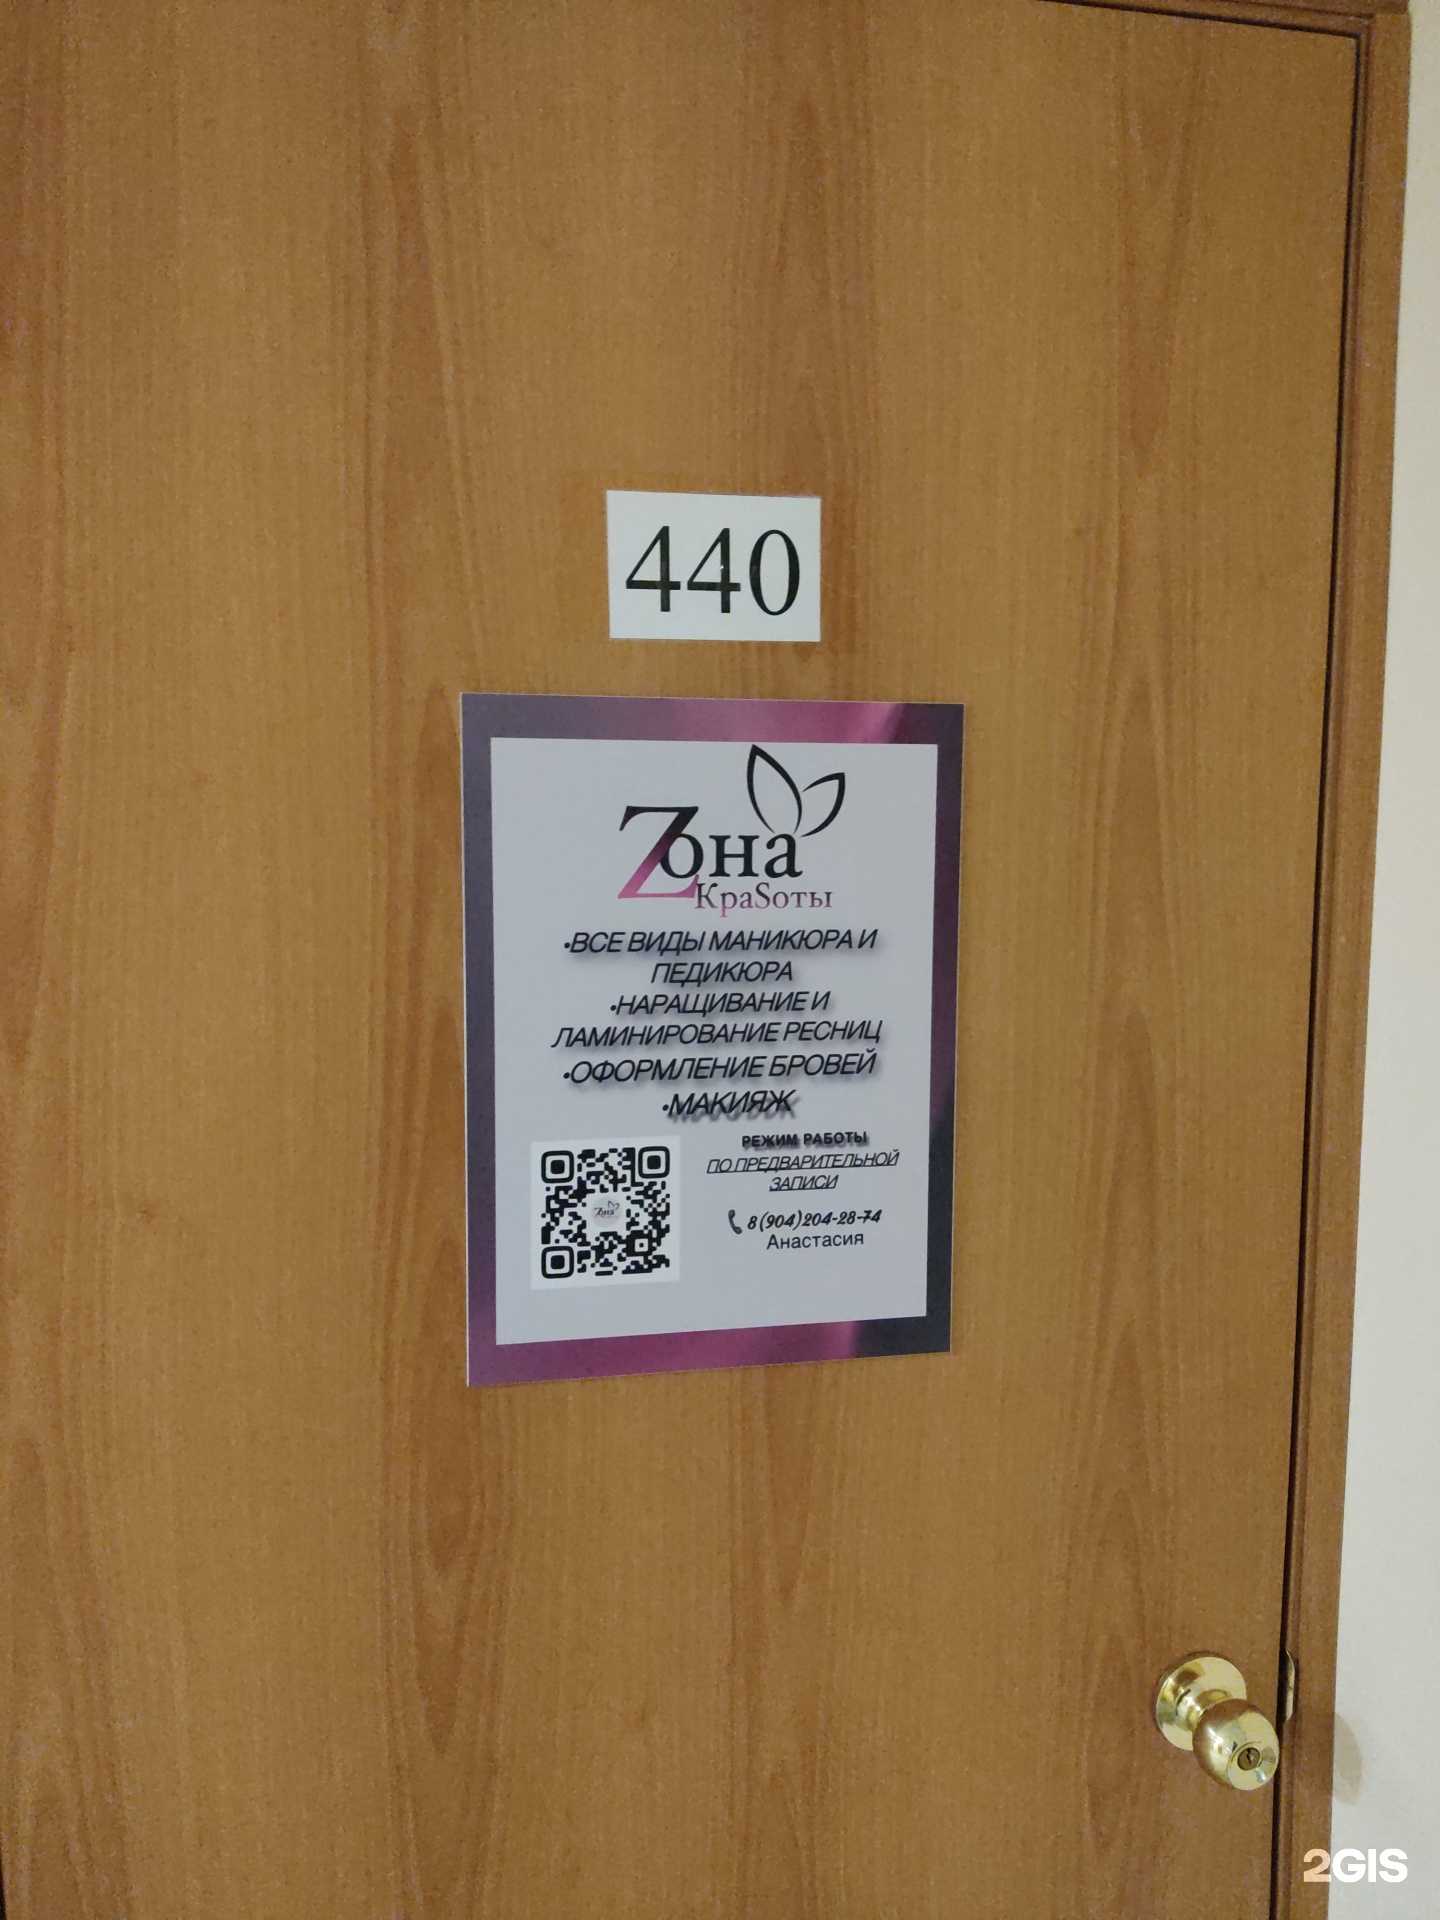 440
Zона
КраSоты
•ВСЕ ВИДЫ МАНИКЮРА И
ПЕДИКЮРА
•НАРАЩИВАНИЕ И
ЛАМИНИРОВАНИЕ РЕСНИЦ
•ОФОРМЛЕНИЕ БРОВЕЙ
•МАКИЯЖ
РЕЖИМ РАБОТЫ
ПО ПРЕДВАРИТЕЛЬНОЙ
ЗАПИСИ
8(904)204-28-74
Анастасия
Zона
2GIS